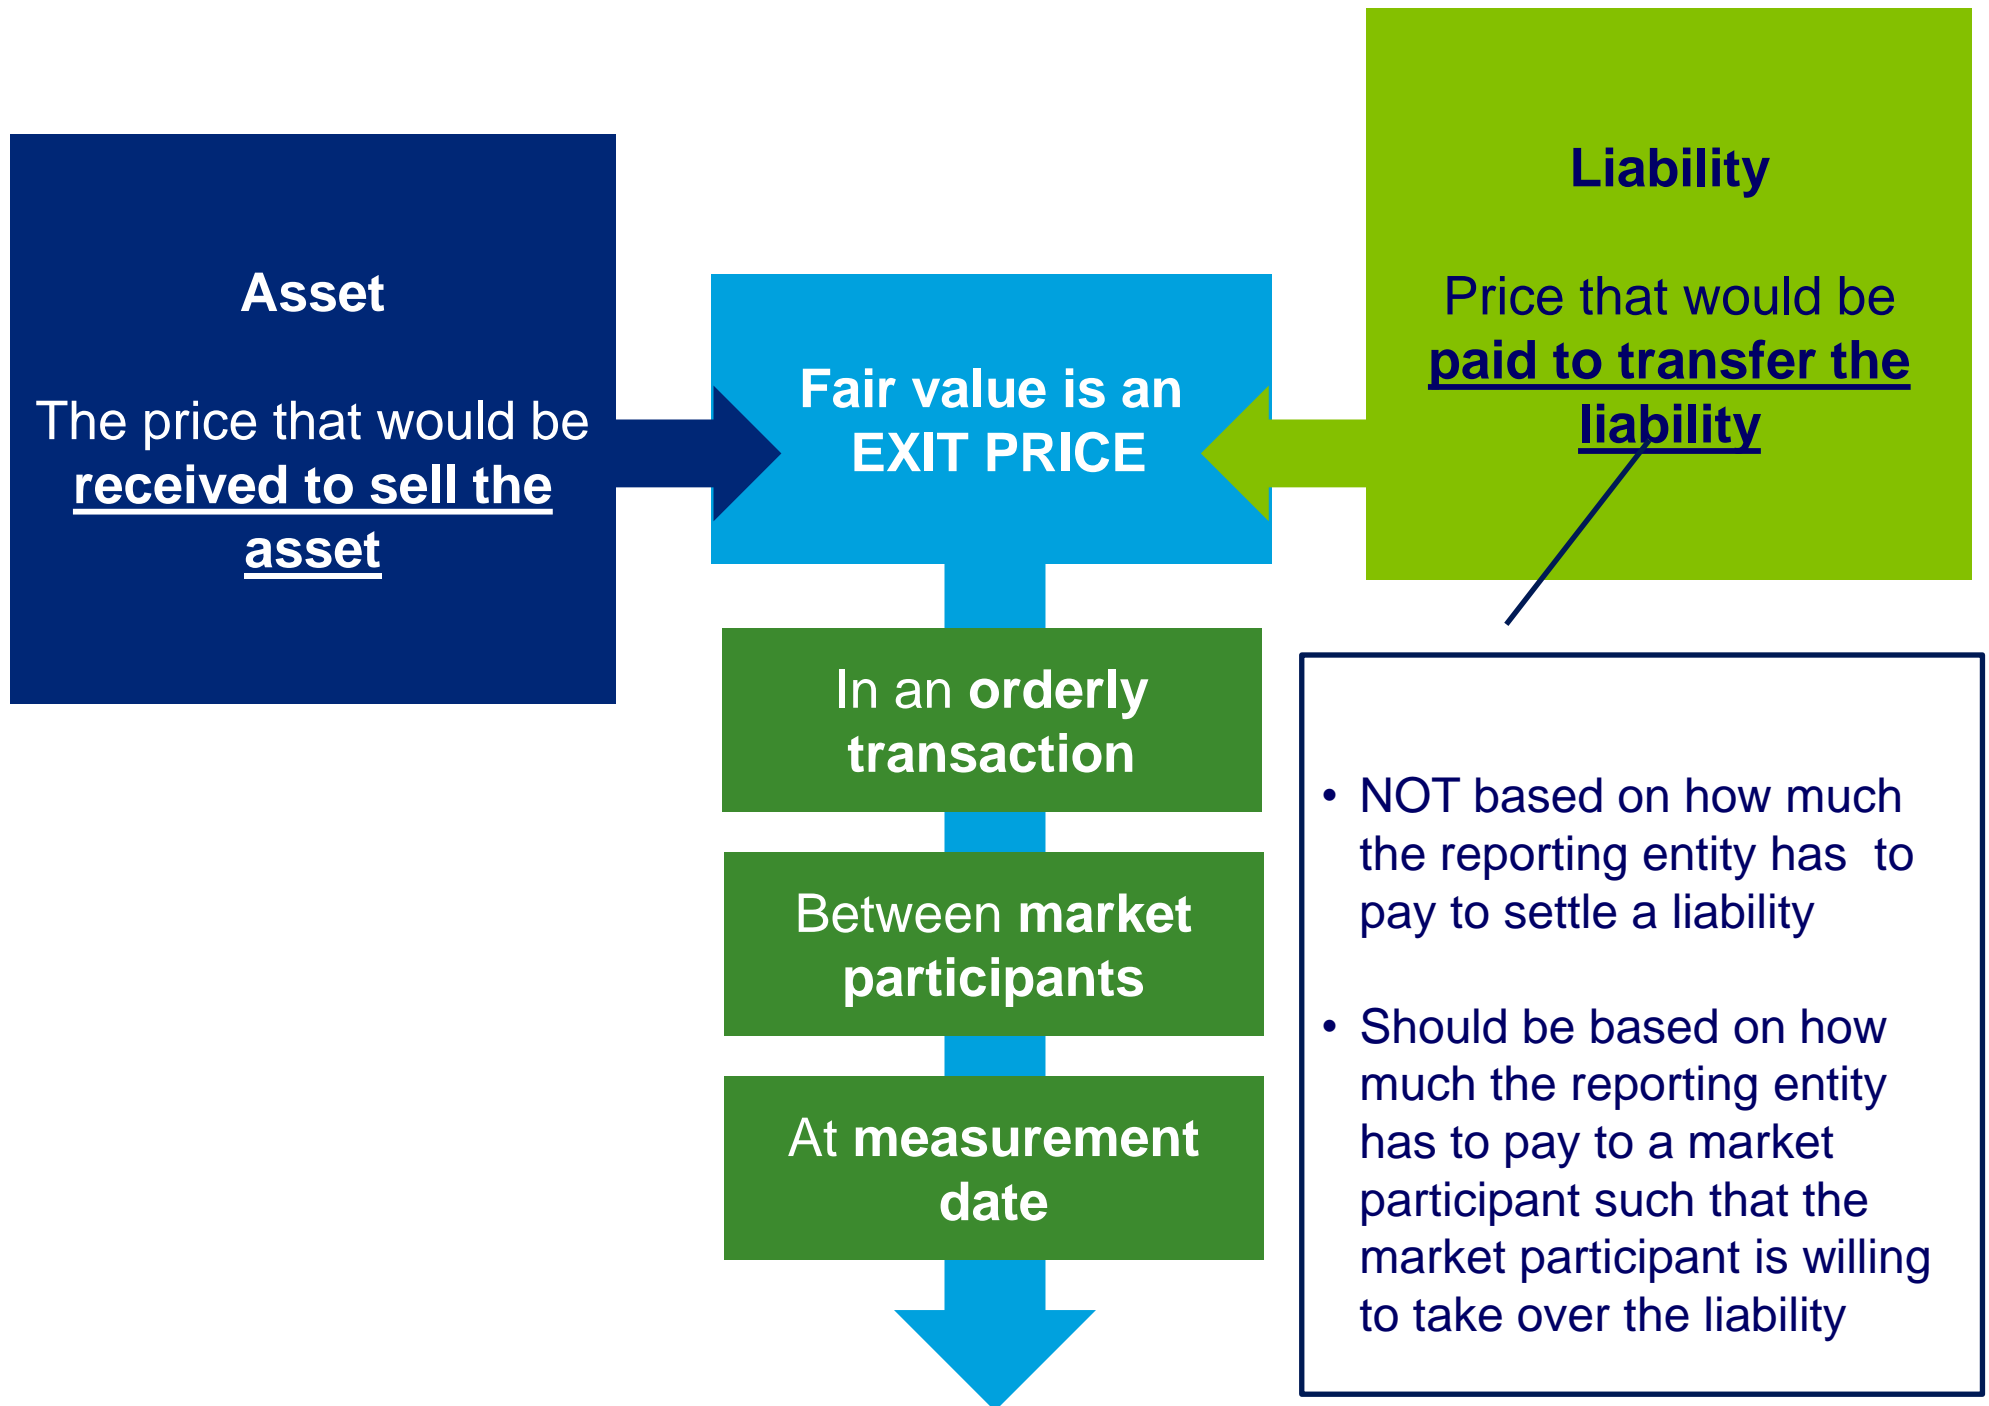 Asset
The price that would be
received to sell the
asset
Fair value is an
EXIT PRICE
Liability
Price that would be
paid to transfer the
liability
In an orderly
transaction
Between market
participants
At measurement
date
• NOT based on how much
the reporting entity has  to
pay to settle a liability
• Should be based on how
much the reporting entity
has to pay to a market
participant such that the
market participant is willing
to take over the liability